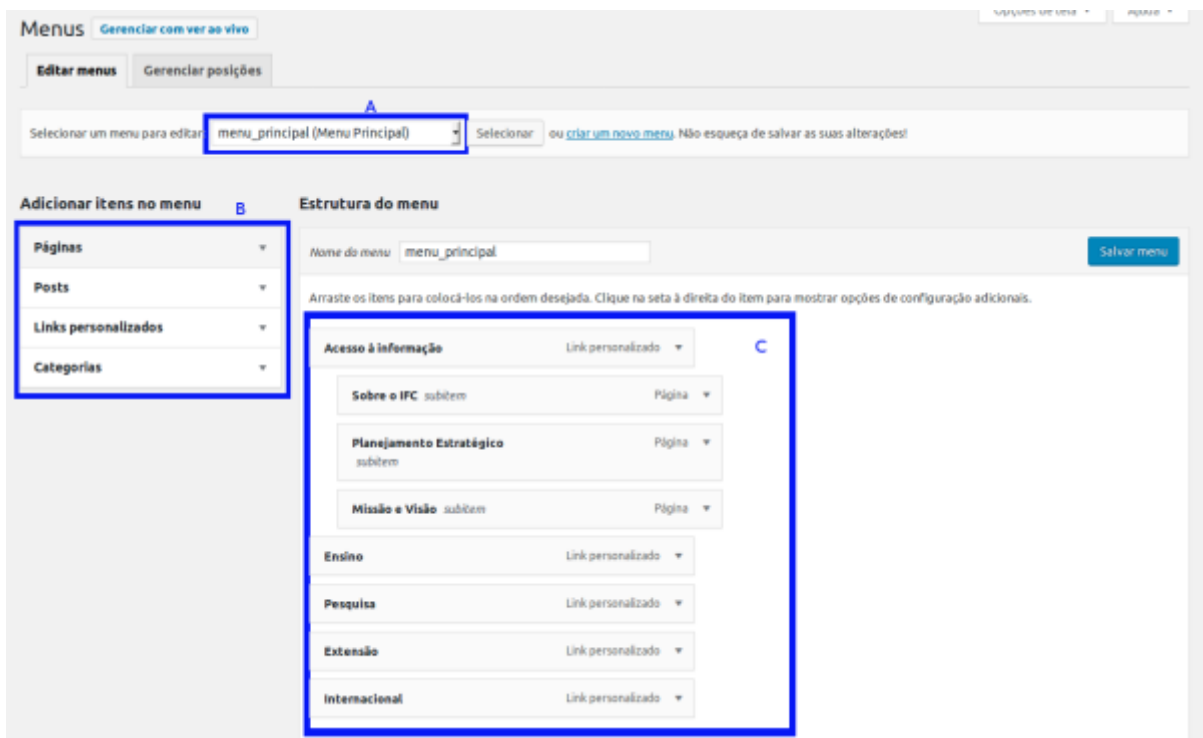 Opções de tela Ajuda
Menus Gerenciar com ver ao vivo
Editar menus Gerenciar posições
A
Selecionar um menu para editar menu_principal (Menu Principal) Selecionar ou criar um novo menu. Não esqueça de salvar as suas alterações!
Adicionar itens no menu B Estrutura do menu
Páginas
Posts
Links personalizados
Categorias
Nome do menu menu_principal Salvar menu
Arraste os itens para colocá-los na ordem desejada. Clique na seta à direita do item para mostrar opções de configuração adicionais.
C
Acesso à informação Link personalizado
Sobre o IFC subitem Página
Planejamento Estratégico Página
subitem
Missão e Visão subitem Página
Ensino Link personalizado
Pesquisa Link personalizado
Extensão Link personalizado
Internacional Link personalizado